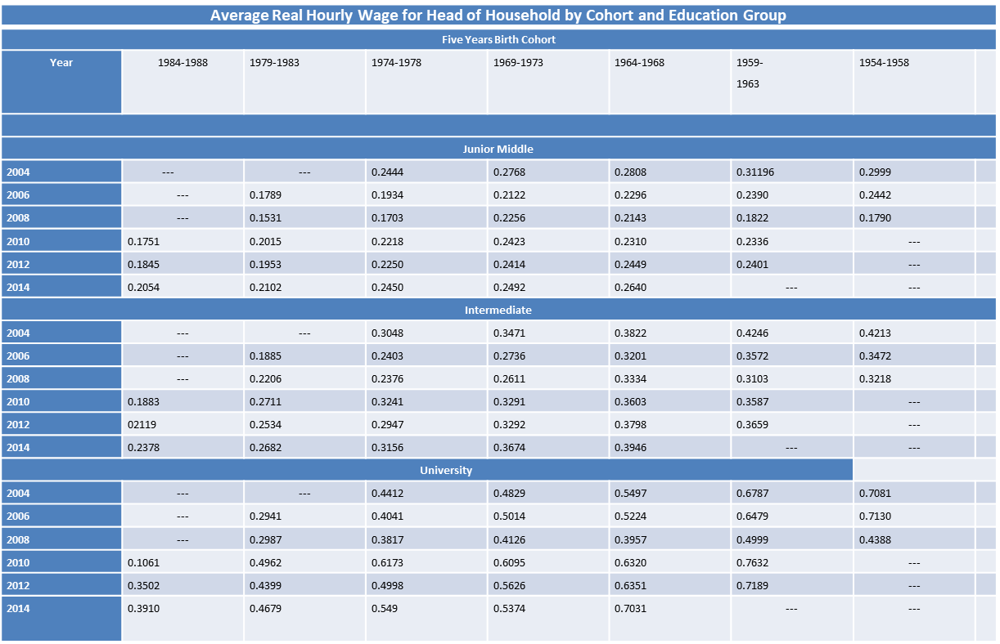 Average Real Hourly Wage for Head of Household by Cohort and Education Group
Five Years Birth Cohort
Year 1984-1988 1979-1983 1974-1978 1969-1973 1964-1968 1959- 1954-1958
1963
Junior Middle
2004 --- --- 0.2444 0.2768 0.2808 0.31196 0.2999
2006 --- 0.1789 0.1934 0.2122 0.2296 0.2390 0.2442
2008 --- 0.1531 0.1703 0.2256 0.2143 0.1822 0.1790
2010 0.1751 0.2015 0.2218 0.2423 0.2310 0.2336 ---
2012 0.1845 0.1953 0.2250 0.2414 0.2449 0.2401 ---
2014 0.2054 0.2102 0.2450 0.2492 0.2640 --- ---
Intermediate
2004 --- --- 0.3048 0.3471 0.3822 0.4246 0.4213
2006 --- 0.1885 0.2403 0.2736 0.3201 0.3572 0.3472
2008 --- 0.2206 0.2376 0.2611 0.3334 0.3103 0.3218
2010 0.1883 0.2711 0.3241 0.3291 0.3603 0.3587 ---
2012 02119 0.2534 0.2947 0.3292 0.3798 0.3659 ---
2014 0.2378 0.2682 0.3156 0.3674 0.3946 --- ---
University
2004 --- --- 0.4412 0.4829 0.5497 0.6787 0.7081
2006 --- 0.2941 0.4041 0.5014 0.5224 0.6479 0.7130
2008 --- 0.2987 0.3817 0.4126 0.3957 0.4999 0.4388
2010 0.1061 0.4962 0.6173 0.6095 0.6320 0.7632 ---
2012 0.3502 0.4399 0.4998 0.5626 0.6351 0.7189 ---
2014 0.3910 0.4679 0.549 0.5374 0.7031 --- ---